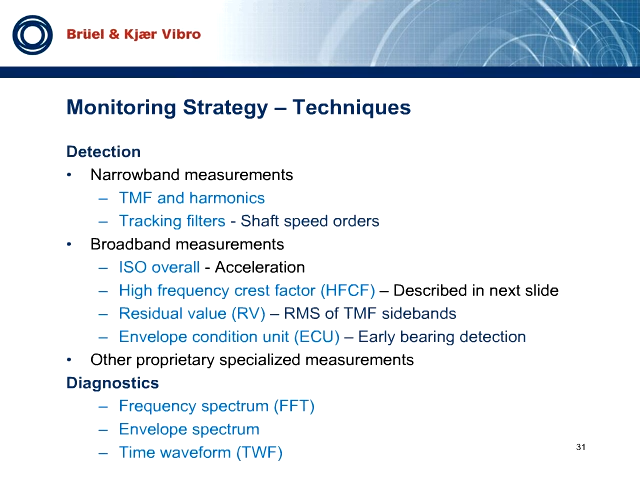 Brüel & Kjær Vibro
Monitoring Strategy – Techniques
Detection
• Narrowband measurements
– TMF and harmonics
– Tracking filters - Shaft speed orders
• Broadband measurements
– ISO overall - Acceleration
– High frequency crest factor (HFCF) – Described in next slide
– Residual value (RV) – RMS of TMF sidebands
– Envelope condition unit (ECU) – Early bearing detection
• Other proprietary specialized measurements
Diagnostics
– Frequency spectrum (FFT)
– Envelope spectrum
– Time waveform (TWF)
31